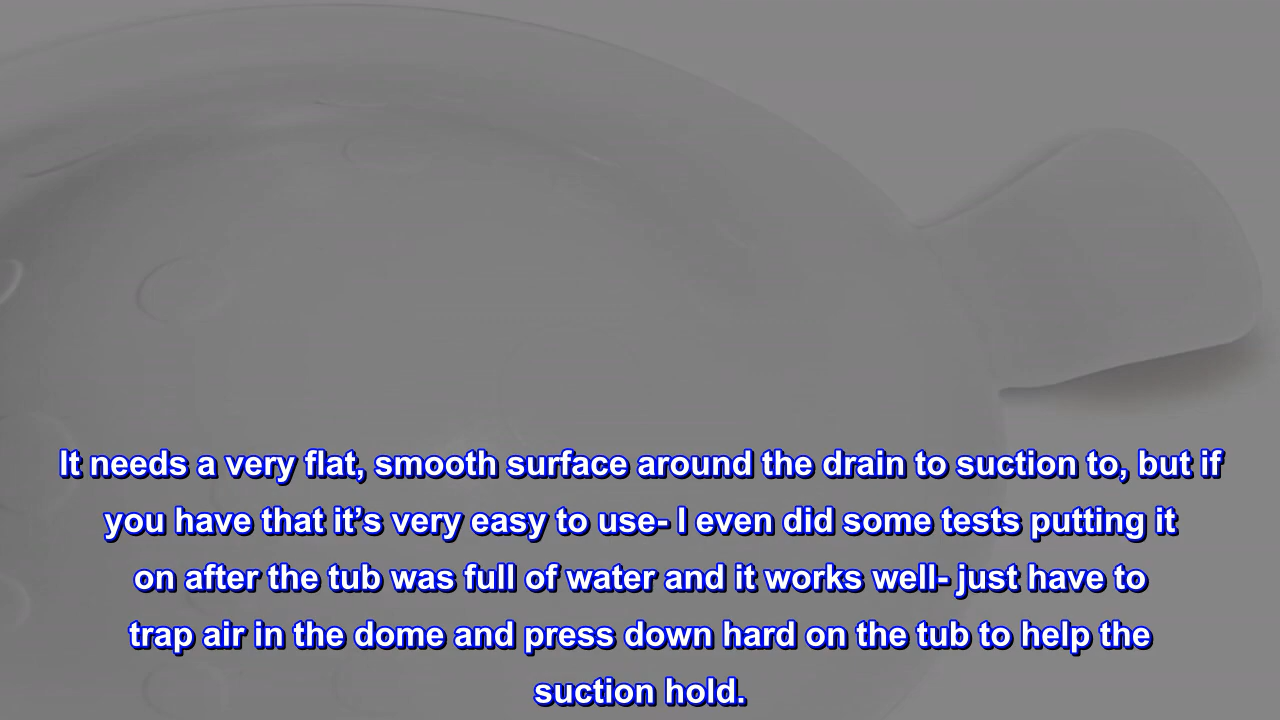 It needs a very flat, smooth surface around the drain to suction to, but if
you have that it’s very easy to use- I even did some tests putting it
on after the tub was full of water and it works well- just have to
trap air in the dome and press down hard on the tub to help the
suction hold.